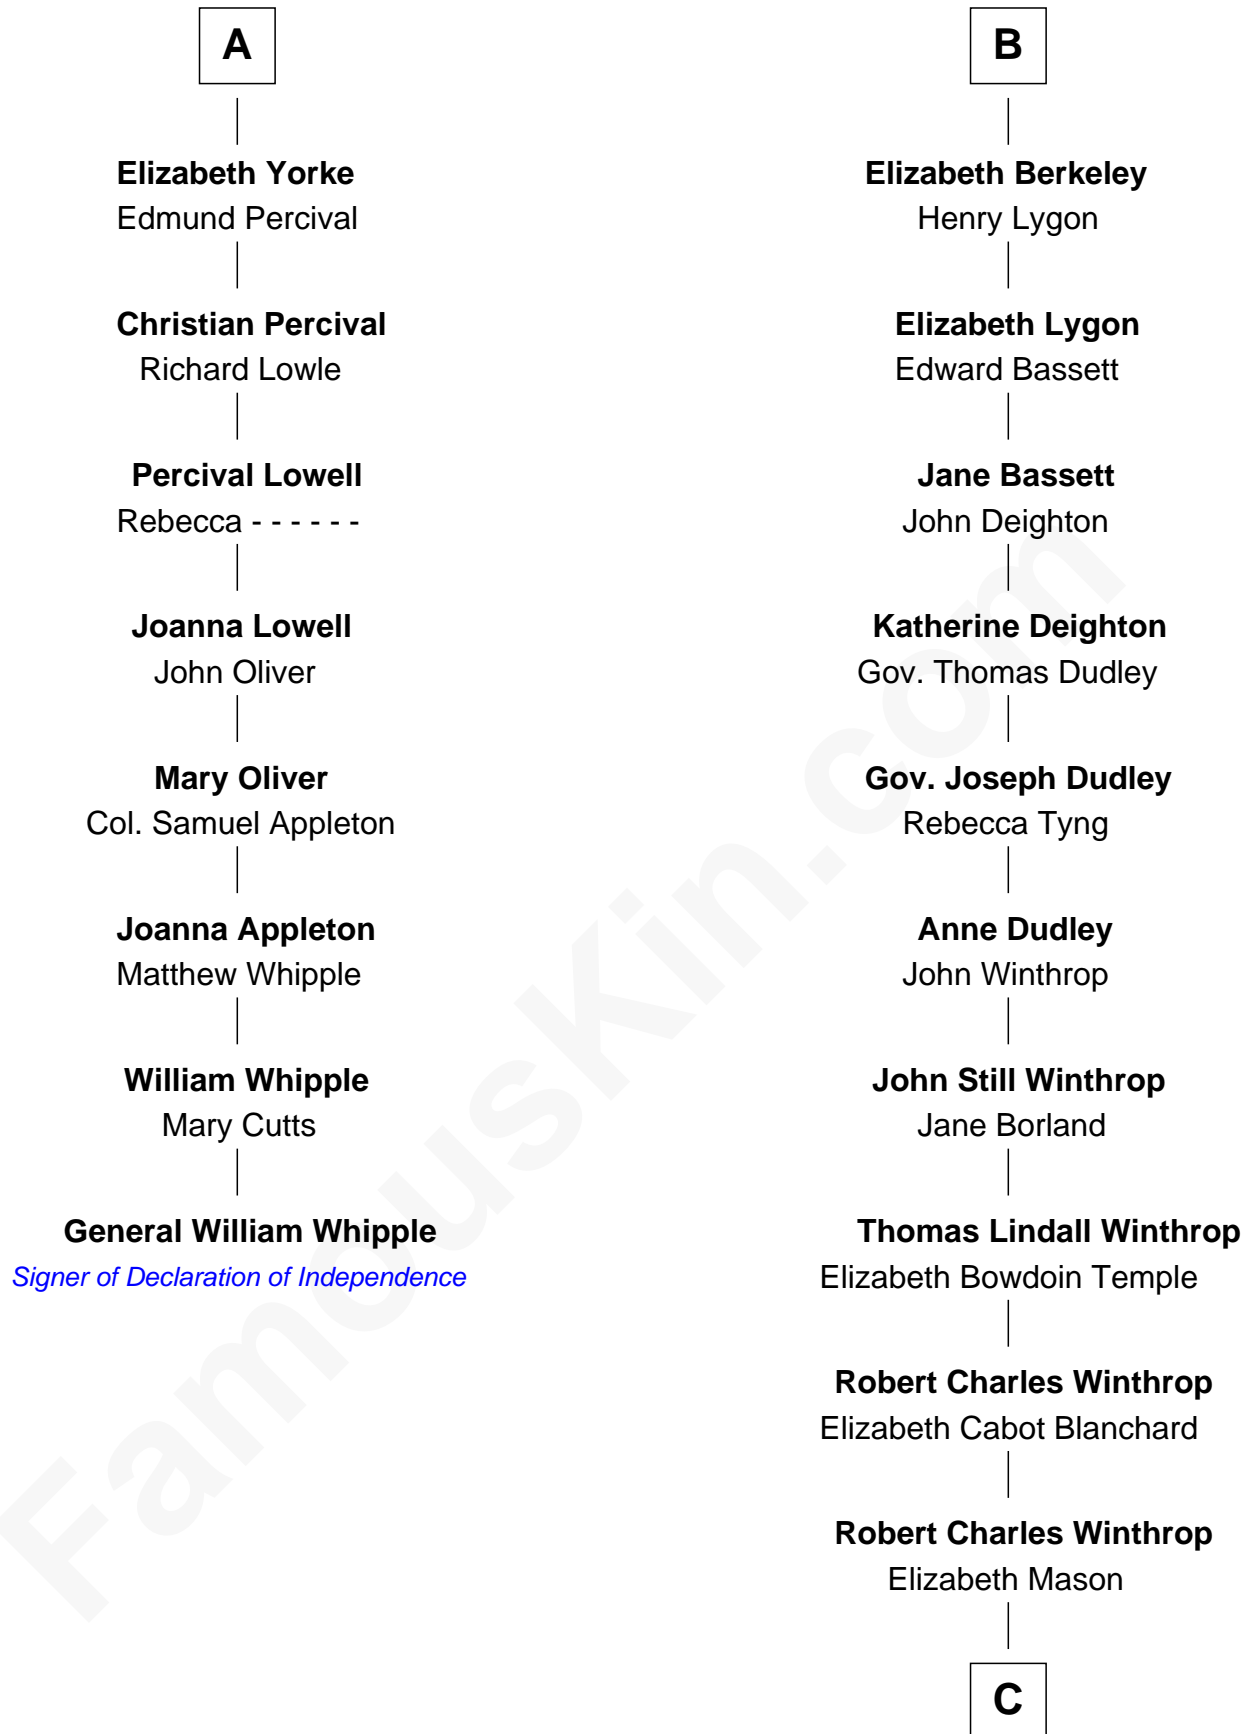 A
Elizabeth Yorke
Edmund Percival
Christian Percival
Richard Lowle
Percival Lowell
Rebecca - - - - - -
Joanna Lowell
John Oliver
Mary Oliver
Col. Samuel Appleton
Joanna Appleton
Matthew Whipple
William Whipple
Mary Cutts
General William Whipple
Signer of Declaration of Independence
B
Elizabeth Berkeley
Henry Lygon
Elizabeth Lygon
Edward Bassett
Jane Bassett
John Deighton
Katherine Deighton
Gov. Thomas Dudley
Gov. Joseph Dudley
Rebecca Tyng
Anne Dudley
John Winthrop
John Still Winthrop
Jane Borland
Thomas Lindall Winthrop
Elizabeth Bowdoin Temple
Robert Charles Winthrop
Elizabeth Cabot Blanchard
Robert Charles Winthrop
Elizabeth Mason
C
FamousKin.com